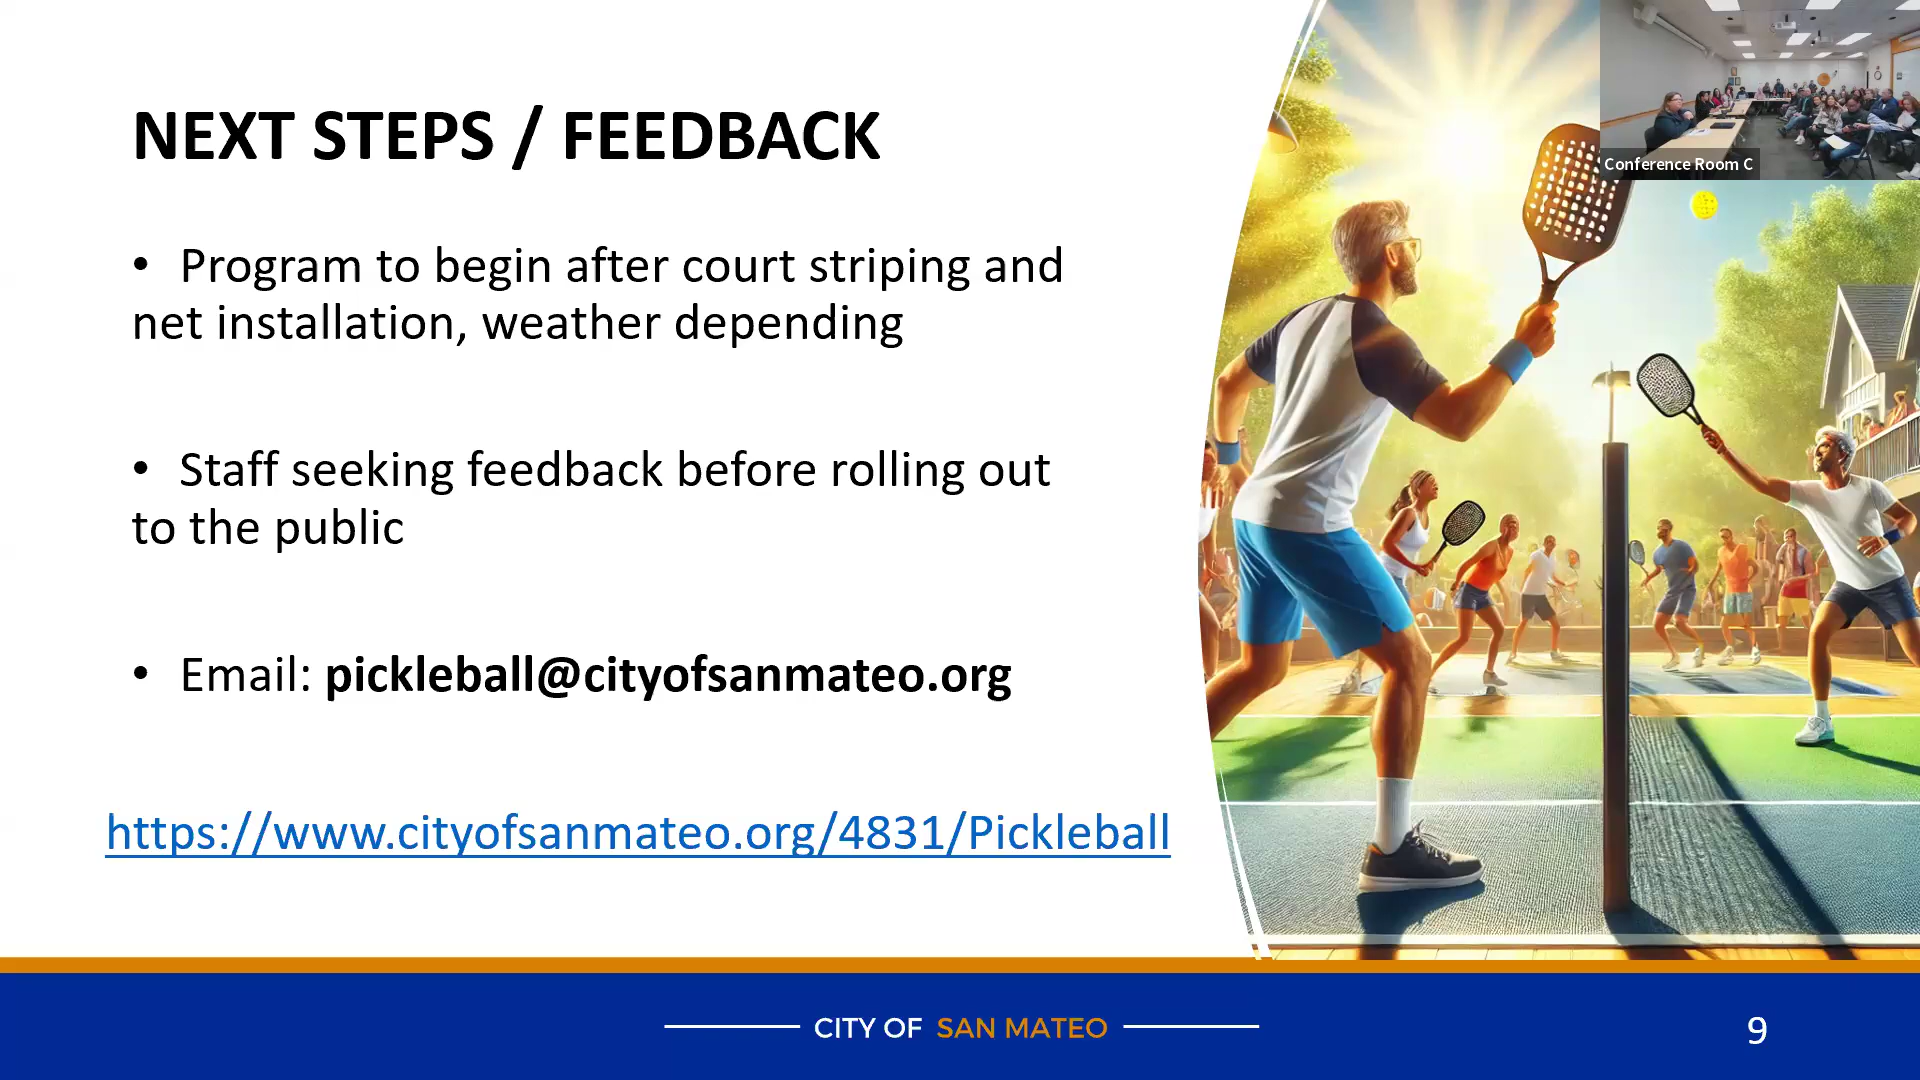 NEXT STEPS / FEEDBACK
• Program to begin after court striping and
net installation, weather depending
• Staff seeking feedback before rolling out
to the public
• Email: pickleball@cityofsanmateo.org
https://www.cityofsanmateo.org/4831/Pickleball
Conference Room C
CITY OF SAN MATEO
9